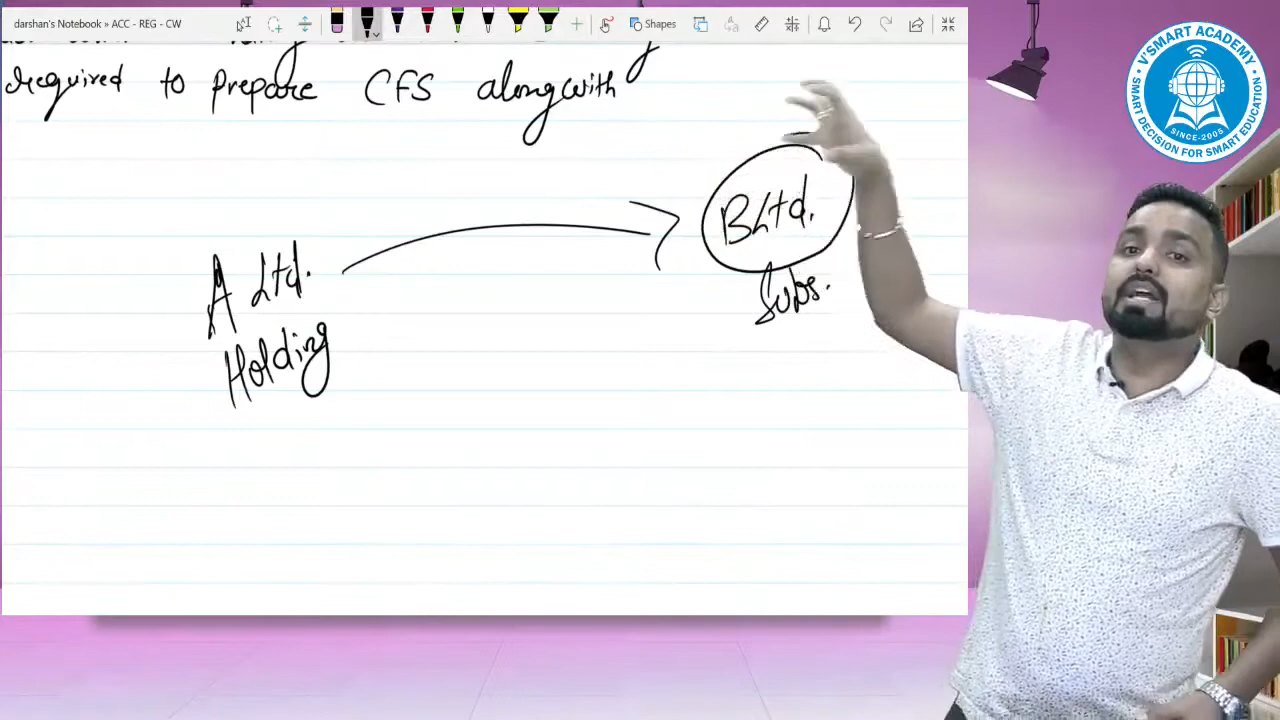 darshan's Notebook » ACC - REG - CW
Shapes
required to prepare CFS alongwith
B Ltd.
Subs.
A Ltd.
Holding
V'SMART ACADEMY
SINCE-2005
SMART DECISION FOR SMART EDUCATION